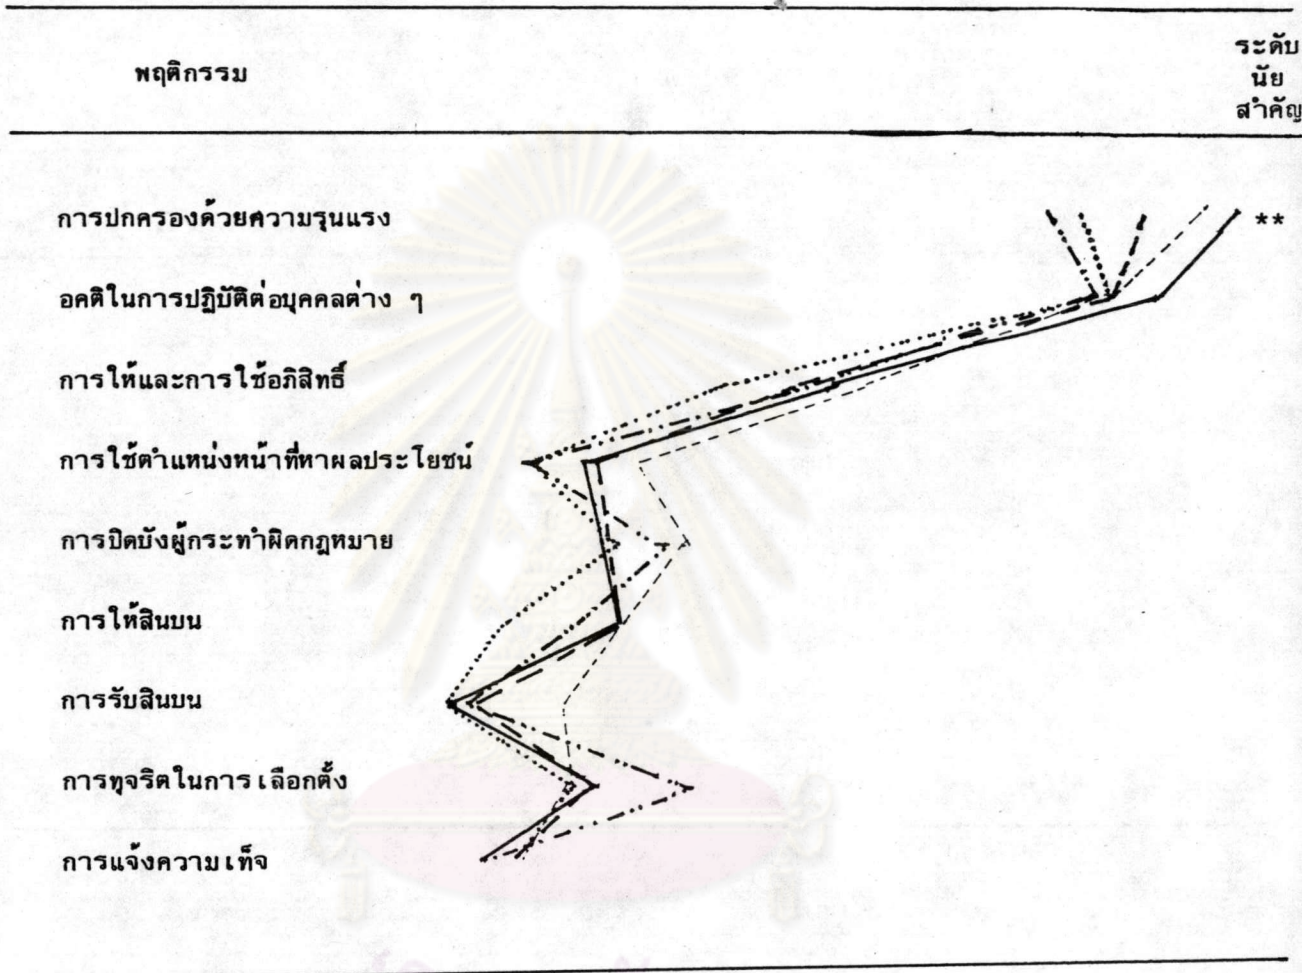 พฤติกรรม
ระดับ
นัย
สำคัญ
การปกครองด้วยความรุนแรง
**
อคติในการปฏิบัติต่อบุคคลต่าง ๆ
การให้และการใช้อภิสิทธิ์
การใช้ตำแหน่งหน้าที่หาผลประโยชน์
การปิดบังผู้กระทำผิดกฎหมาย
การให้สินบน
การรับสินบน
การทุจริตในการเลือกตั้ง
การแจ้งความเท็จ